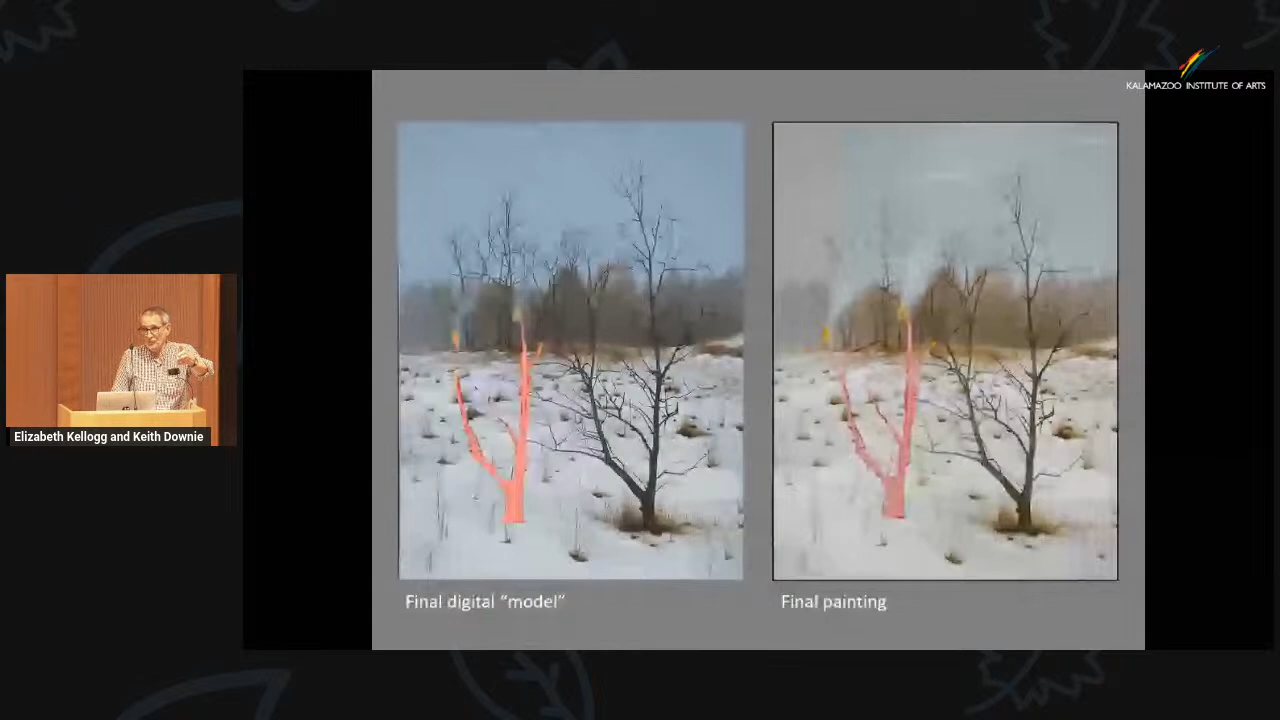 KALAMAZOO INSTITUTE OF ARTS
Elizabeth Kellogg and Keith Downie
Final digital “model”
Final painting